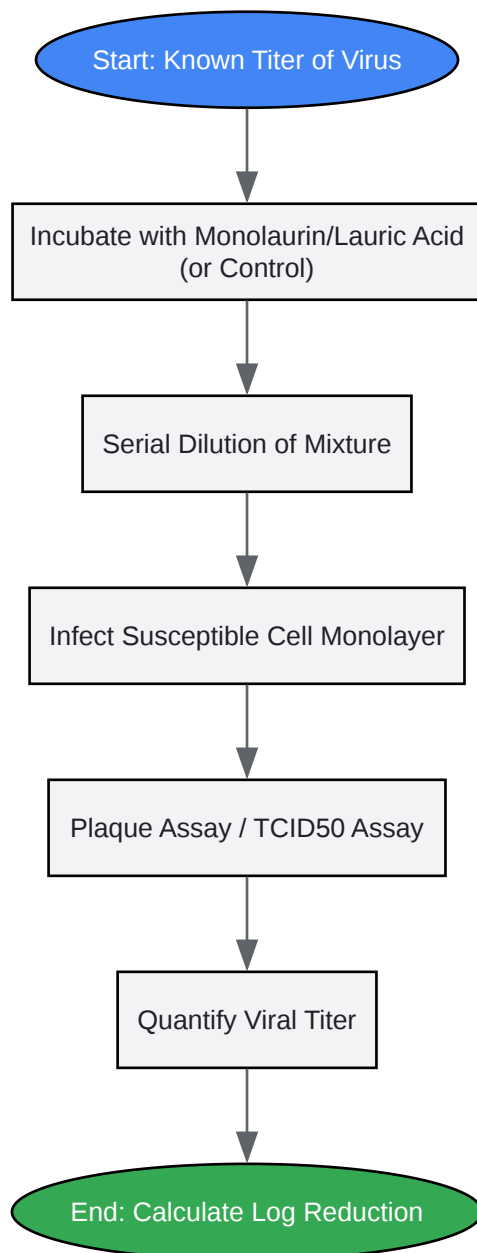 Start: Known Titer of Virus
Incubate with Monolaurin/Lauric Acid
(or Control)
Serial Dilution of Mixture
Infect Susceptible Cell Monolayer
Plaque Assay / TCID50 Assay
Quantify Viral Titer
End: Calculate Log Reduction